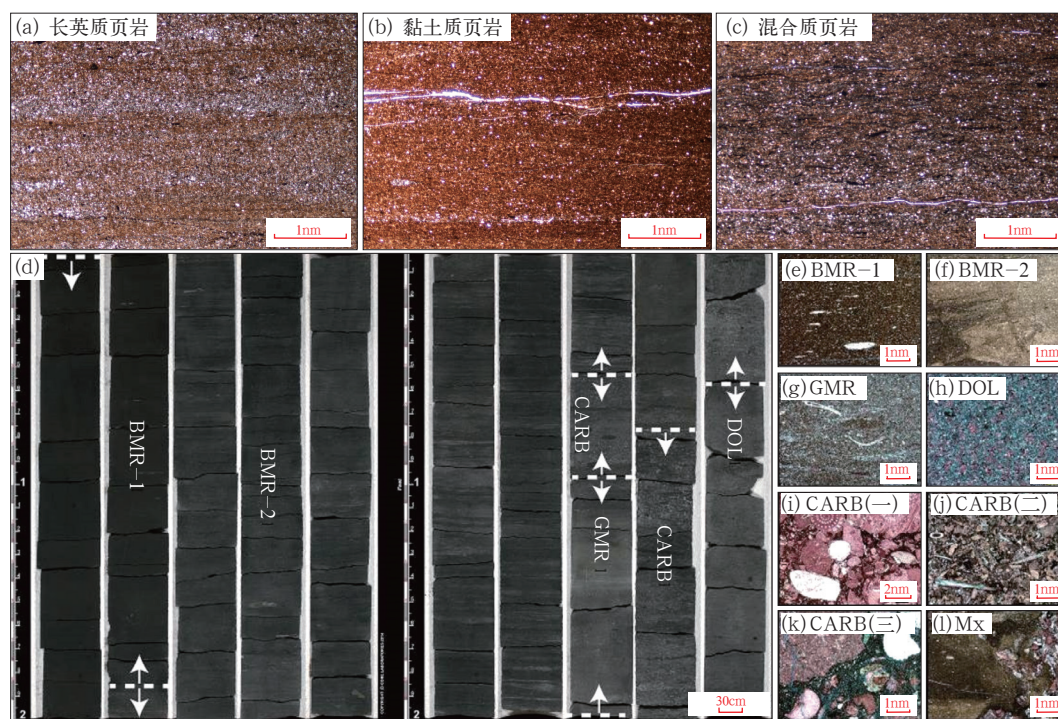 (a) 长英质页岩
1nm
(b) 黏土质页岩
1nm
(c) 混合质页岩
1nm
(d)
BMR-1
BMR-2
CARB
GMR
CARB
DOL
1
2
1
2
30cm
(e) BMR-1
1nm
(f) BMR-2
1nm
(g) GMR
1nm
(h) DOL
1nm
(i) CARB(一)
2nm
(j) CARB(二)
1nm
(k) CARB(三)
1nm
(l) Mx
1nm